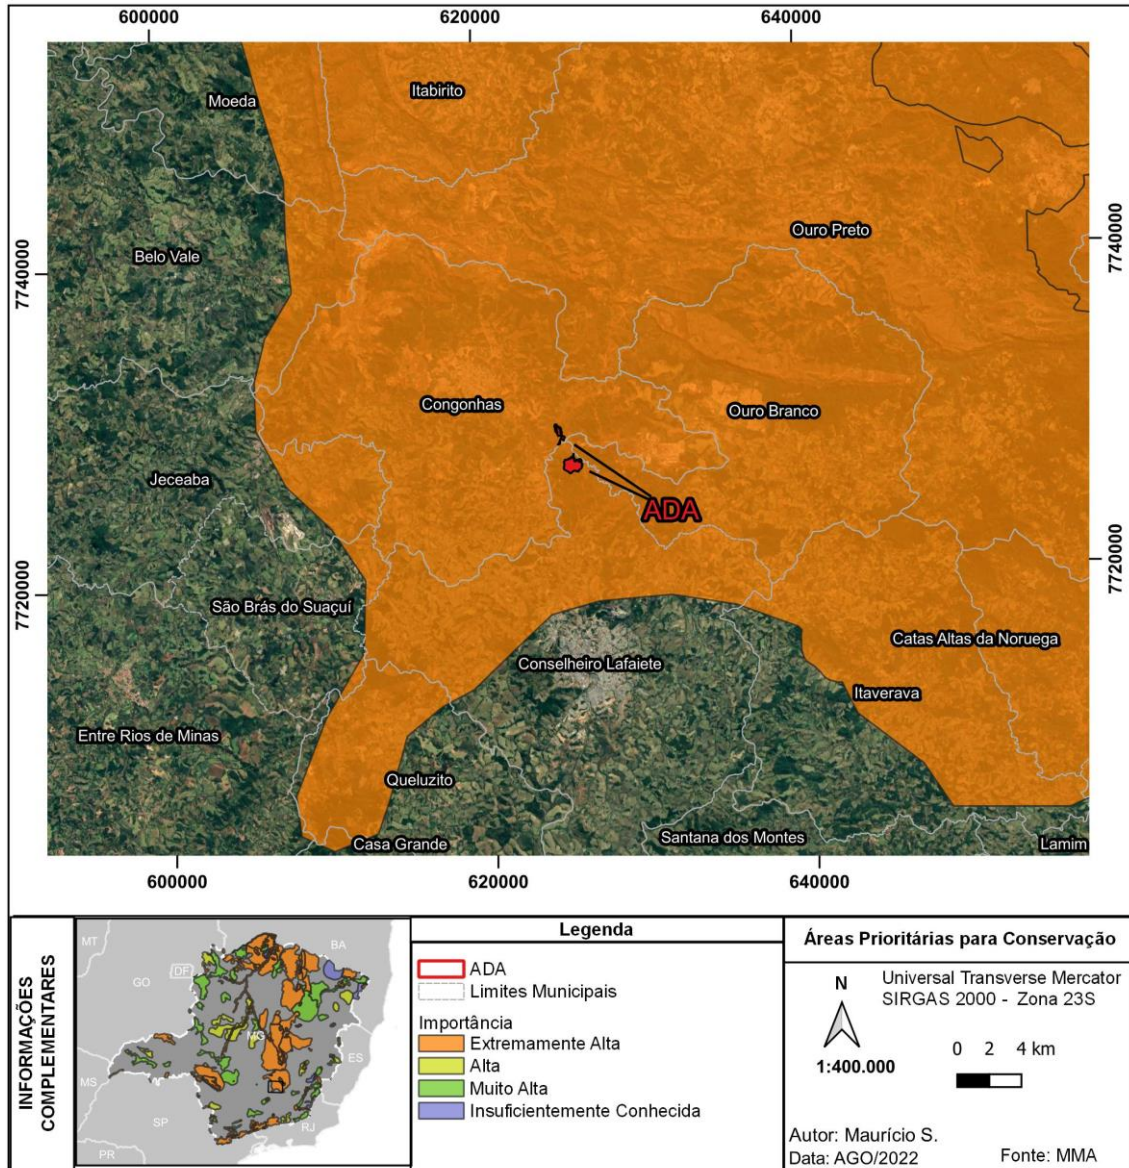 600000
620000
640000
Itabirito
Moeda
7740000
7740000
Ouro Preto
Belo Vale
Congonhas
Ouro Branco
Jeceaba
ADA
7720000
7720000
São Brás do Suaçuí
Catas Altas da Noruega
Conselheiro Lafaiete
Itaverava
Entre Rios de Minas
Queluzito
Casa Grande
Santana dos Montes
Lamim
600000
620000
640000
INFORMAÇÕES
COMPLEMENTARES
MT
BA
DF
GO
MG
ES
MS
SP
RJ
PR
Legenda
ADA
Limites Municipais
Importância
Extremamente Alta
Alta
Muito Alta
Insuficientemente Conhecida
Áreas Prioritárias para Conservação
N
Universal Transverse Mercator
SIRGAS 2000 - Zona 23S
1:400.000
0 2 4 km
Autor: Maurício S.
Data: AGO/2022
Fonte: MMA